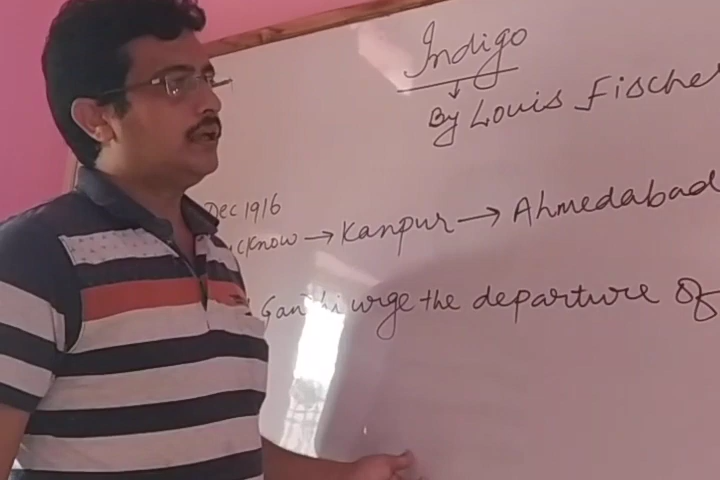 Indigo
By Louis Fischer
Dec 1916
Lucknow → Kanpur → Ahmedabad
Gandhi urge the departure of